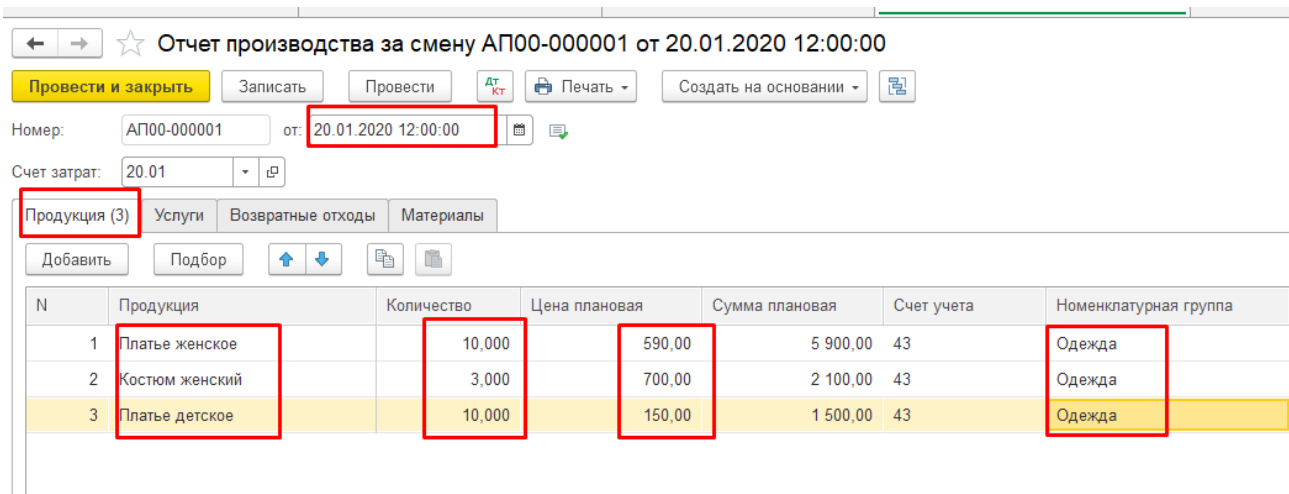 Отчет производства за смену АП00-000001 от 20.01.2020 12:00:00
Провести и закрыть Записать Провести Дт Кт Печать Создать на основании
Номер: АП00-000001 от: 20.01.2020 12:00:00
Счет затрат: 20.01
Продукция (3) Услуги Возвратные отходы Материалы
Добавить Подбор
N Продукция Количество Цена плановая Сумма плановая Счет учета Номенклатурная группа
1 Платье женское 10,000 590,00 5 900,00 43 Одежда
2 Костюм женский 3,000 700,00 2 100,00 43 Одежда
3 Платье детское 10,000 150,00 1 500,00 43 Одежда